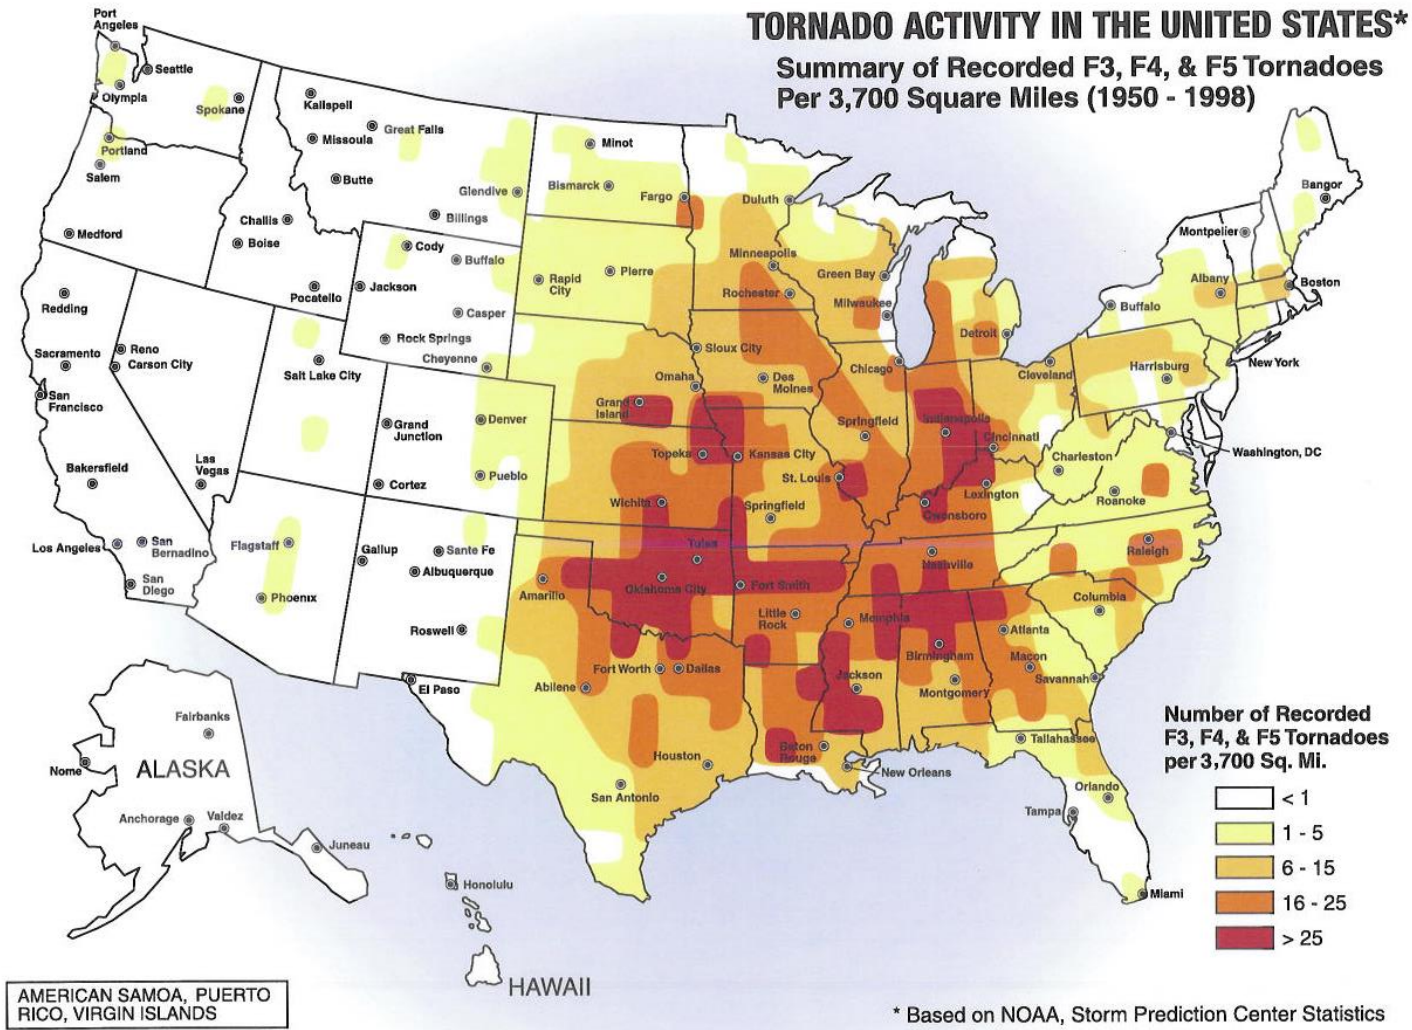 TORNADO ACTIVITY IN THE UNITED STATES*
Summary of Recorded F3, F4, & F5 Tornadoes
Per 3,700 Square Miles (1950 - 1998)
Port
Angeles
Seattle
Olympia
Spokane
Portland
Salem
Medford
Kalispell
Missoula
Great Falls
Butte
Glendive
Billings
Challis
Boise
Pocatello
Cody
Buffalo
Jackson
Casper
Rock Springs
Cheyenne
Minot
Bismarck
Fargo
Rapid
City
Pierre
Duluth
Minneapolis
Rochester
Green Bay
Milwaukee
Detroit
Chicago
Sioux City
Des
Moines
Omaha
Grand
Island
Springfield
Indianapolis
Cincinnati
Cleveland
Harrisburg
Buffalo
Albany
Montpelier
Bangor
Boston
New York
Washington, DC
Charleston
Roanoke
Lexington
Owensboro
St. Louis
Kansas City
Topeka
Wichita
Springfield
Redding
Sacramento
San
Francisco
Reno
Carson City
Bakersfield
Las
Vegas
Los Angeles
San
Bernadino
San
Diego
Salt Lake City
Grand
Junction
Denver
Pueblo
Cortez
Flagstaff
Phoenix
Gallup
Sante Fe
Albuquerque
Roswell
El Paso
Amarillo
Tulsa
Oklahoma City
Fort Smith
Little
Rock
Memphis
Nashville
Raleigh
Columbia
Atlanta
Birmingham
Macon
Montgomery
Savannah
Jackson
Fort Worth
Dallas
Abilene
Houston
San Antonio
Baton
Rouge
New Orleans
Tallahassee
Orlando
Tampa
Miami
Fairbanks
Nome
ALASKA
Anchorage
Valdez
Juneau
Honolulu
HAWAII
Number of Recorded
F3, F4, & F5 Tornadoes
per 3,700 Sq. Mi.
< 1
1 - 5
6 - 15
16 - 25
> 25
AMERICAN SAMOA, PUERTO
RICO, VIRGIN ISLANDS
* Based on NOAA, Storm Prediction Center Statistics